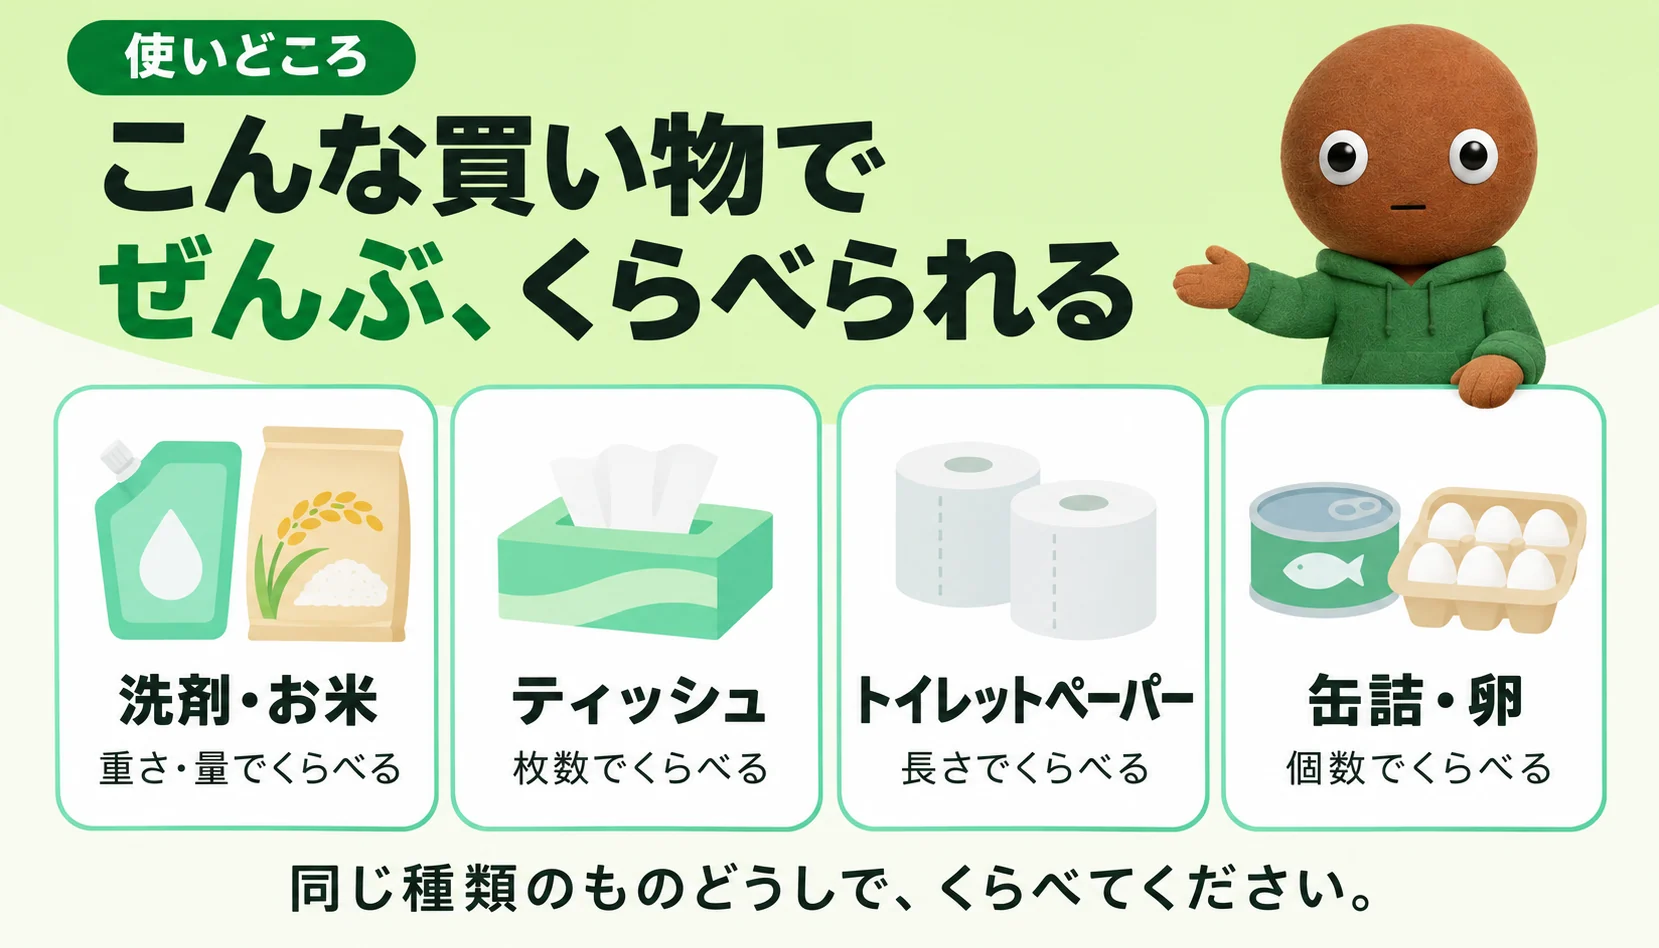 使いどころ
こんな買い物で
ぜんぶ、くらべられる
洗剤・お米
重さ・量でくらべる
ティッシュ
枚数でくらべる
トイレットペーパー
長さでくらべる
缶詰・卵
個数でくらべる
同じ種類のものどうしで、くらべてください。